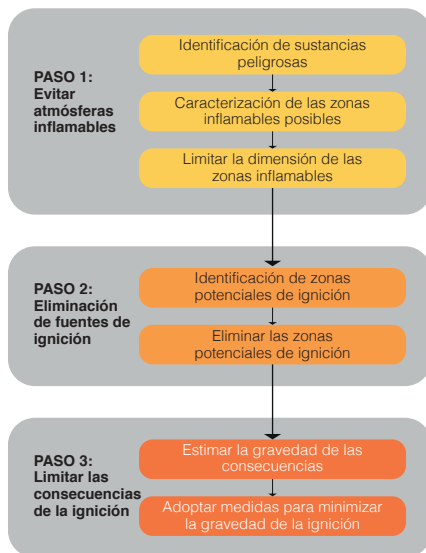 PASO 1:
Evitar
atmósferas
inflamables
Identificación de sustancias
peligrosas
Caracterización de las zonas
inflamables posibles
Limitar la dimensión de las
zonas inflamables
PASO 2:
Eliminación
de fuentes de
ignición
Identificación de zonas
potenciales de ignición
Eliminar las zonas
potenciales de ignición
PASO 3:
Limitar las
consecuencias
de la ignición
Estimar la gravedad de las
consecuencias
Adoptar medidas para minimizar
la gravedad de la ignición